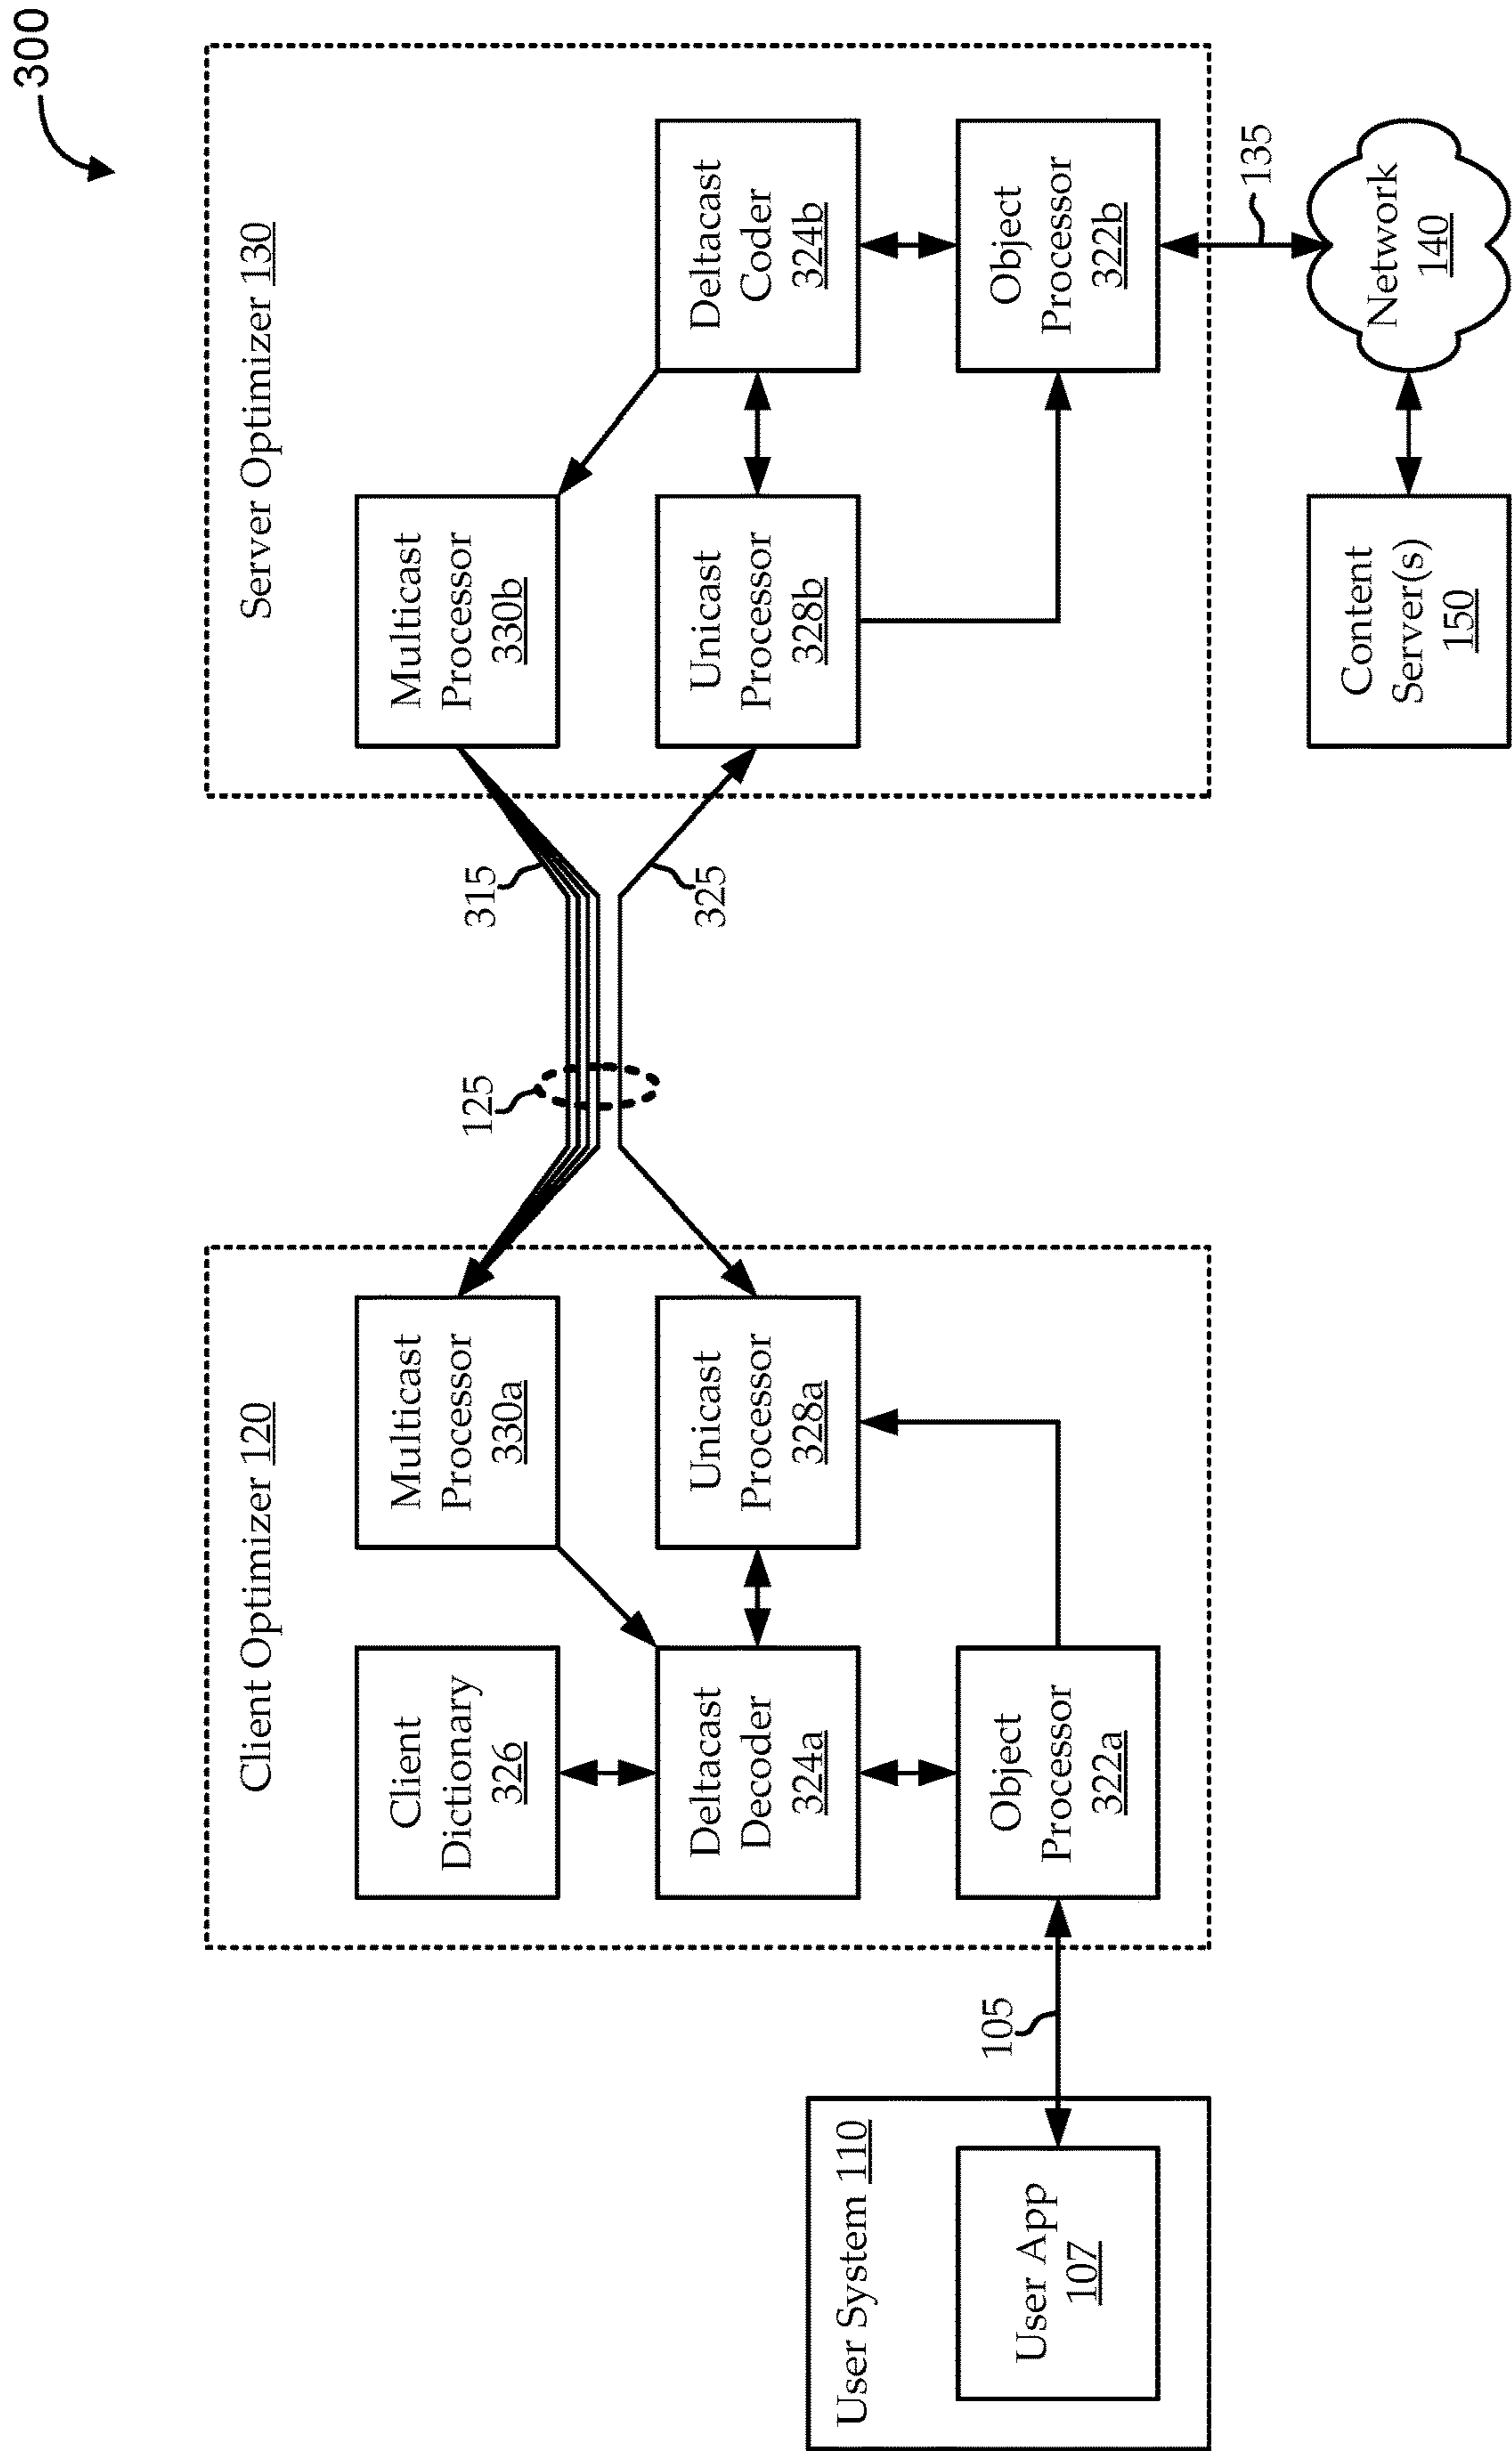 300
Server Optimizer 130
Multicast
Processor
330b
Deltacast
Coder
324b
Unicast
Processor
328b
Object
Processor
322b
135
Network
140
Content
Server(s)
150
315
325
125
Client Optimizer 120
Client
Dictionary
326
Multicast
Processor
330a
Deltacast
Decoder
324a
Unicast
Processor
328a
Object
Processor
322a
105
User System 110
User App
107